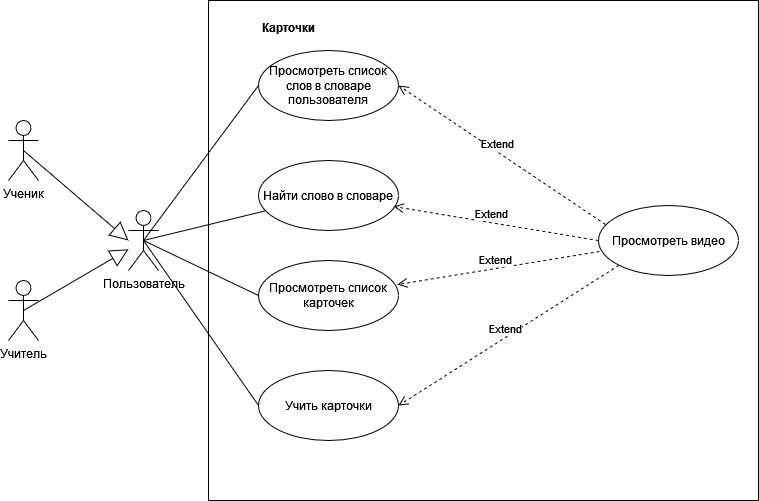 Карточки
Просмотреть список
слов в словаре
пользователя
Extend
Ученик
Найти слово в словаре
Extend
Просмотреть видео
Пользователь
Extend
Просмотреть список
карточек
Extend
Учитель
Учить карточки